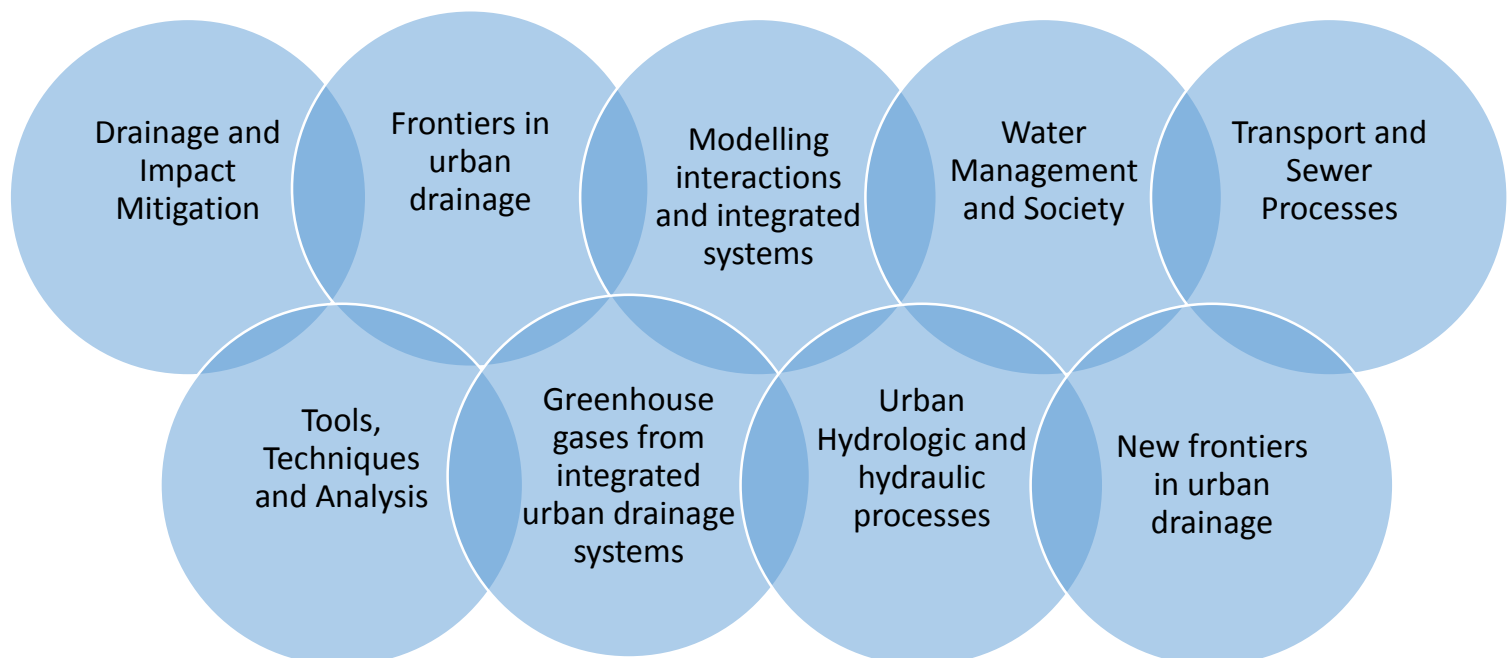 Drainage and
Impact
Mitigation
Frontiers in
urban
drainage
Modelling
interactions
and integrated
systems
Water
Management
and Society
Transport and
Sewer
Processes
Tools,
Techniques
and Analysis
Greenhouse
gases from
integrated
urban drainage
systems
Urban
Hydrologic and
hydraulic
processes
New frontiers
in urban
drainage